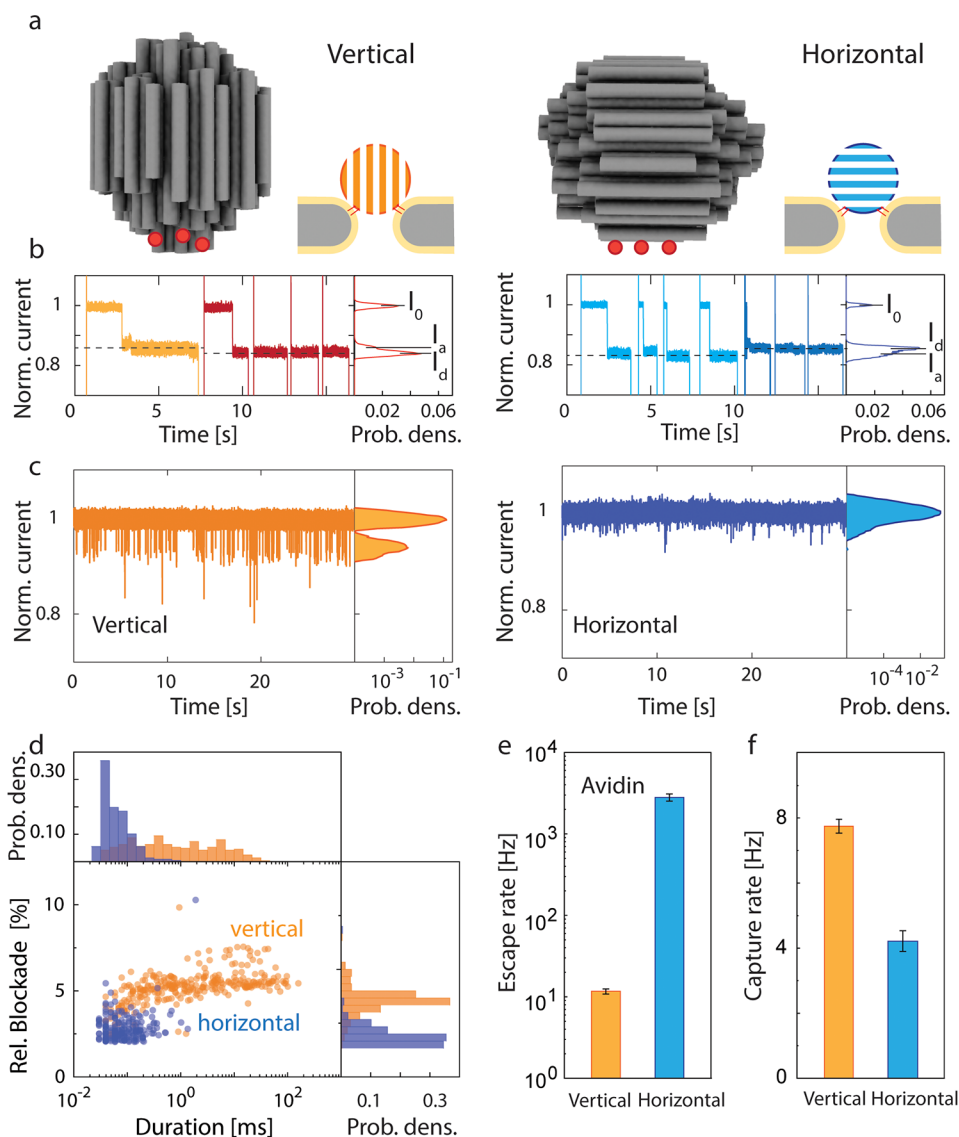 a
Vertical
Horizontal
b
Norm. current
1
0.8
0
5
10
Time [s]
0.02
0.06
Prob. dens.
I0
Ia
Id
Norm. current
1
0.8
0
5
10
Time [s]
0.02
0.06
Prob. dens.
I0
Id
Ia
c
Norm. current
1
0.8
Vertical
0
10
20
Time [s]
10-3
10-1
Prob. dens.
Norm. current
1
0.8
Horizontal
0
10
20
Time [s]
10-4
10-2
Prob. dens.
d
Prob. dens.
0.30
0.10
Rel. Blockade [%]
10
5
0
vertical
horizontal
10-2
100
102
Duration [ms]
0.1
0.3
Prob. dens.
e
Escape rate [Hz]
104
103
102
101
100
Avidin
Vertical Horizontal
f
Capture rate [Hz]
8
4
0
Vertical Horizontal